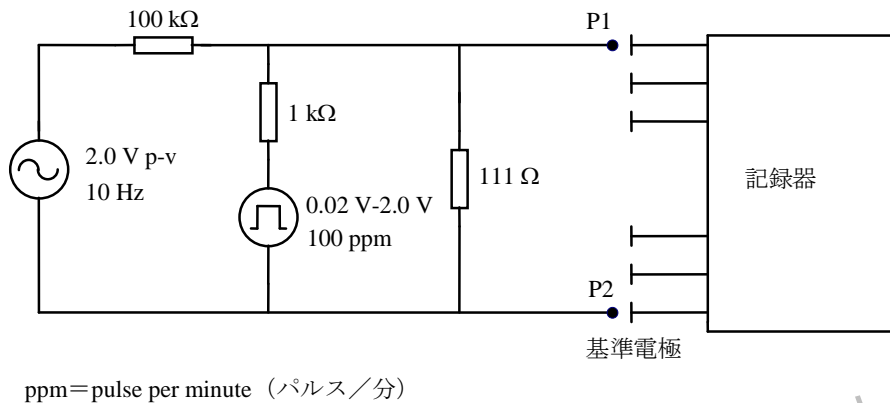 100 kΩ
P1
1 kΩ
2.0 V p-v
10 Hz
0.02 V-2.0 V
100 ppm
111 Ω
記録器
P2
基準電極
ppm＝pulse per minute（パルス／分）